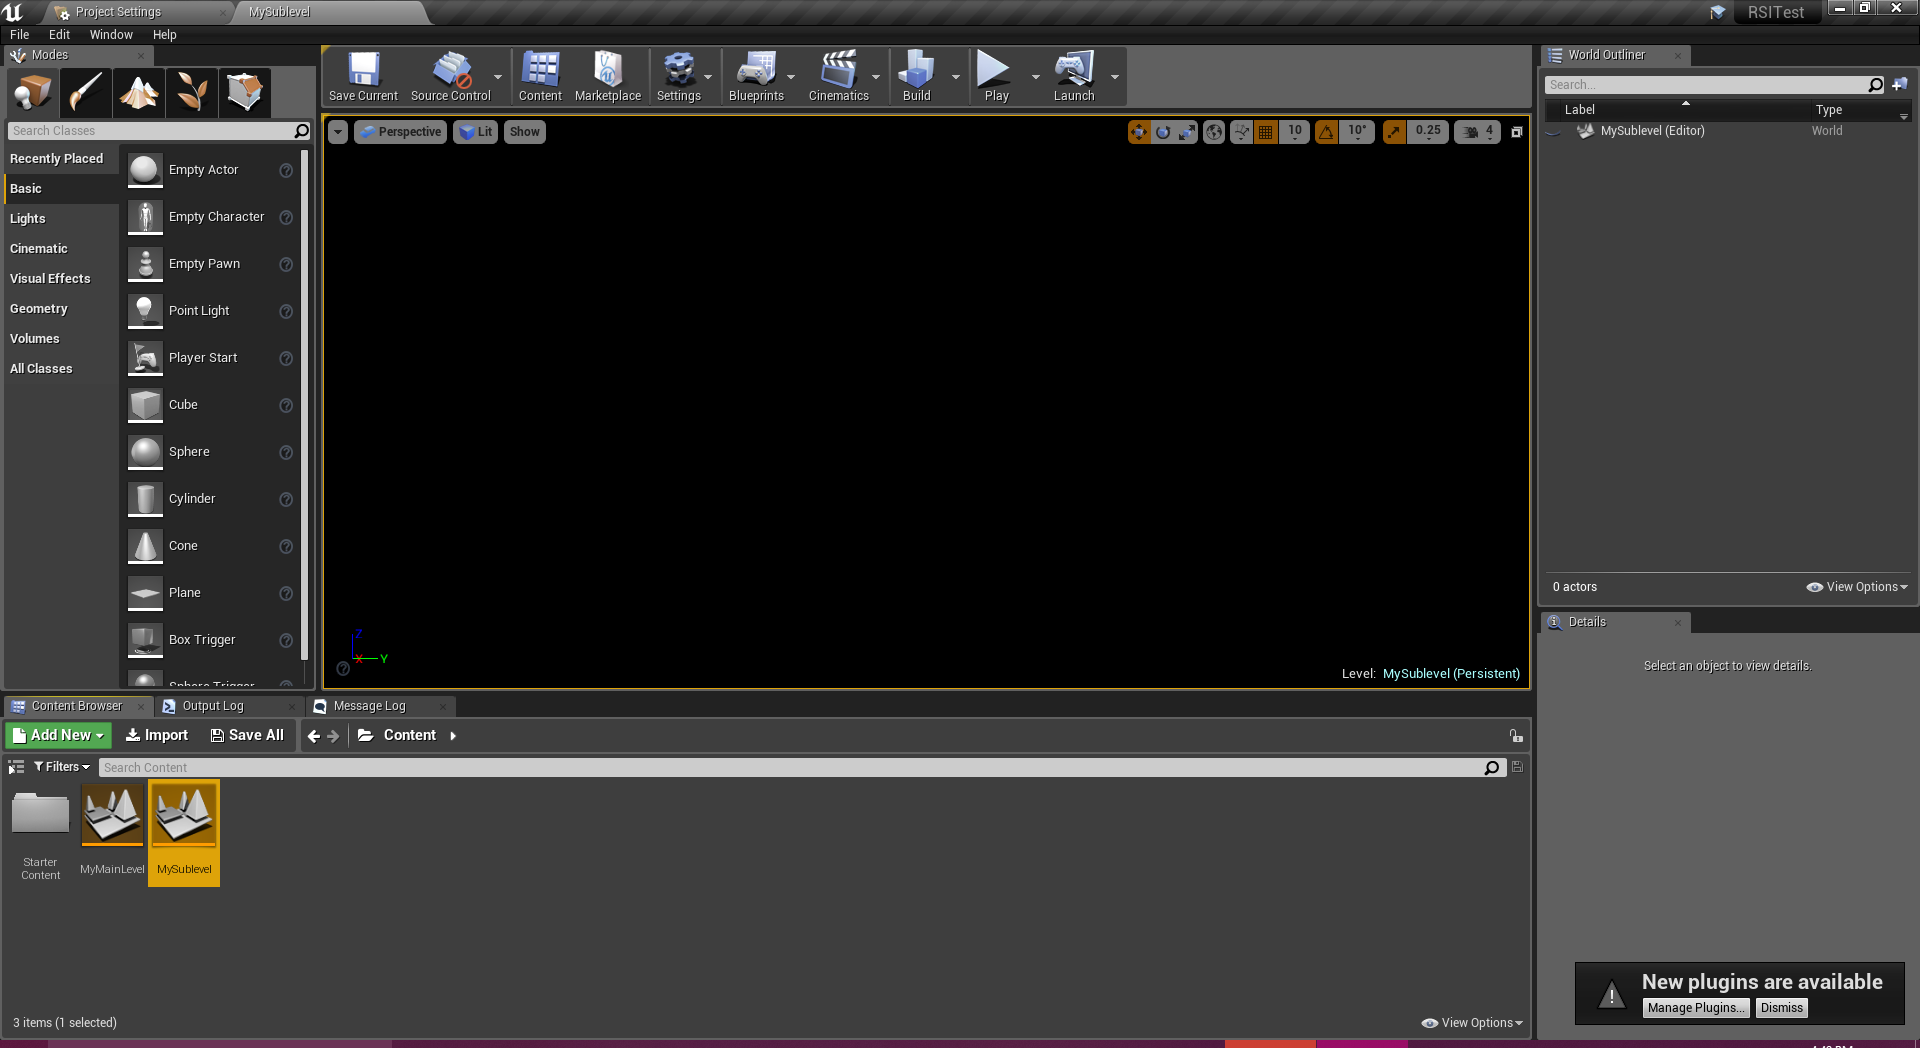 Project Settings
MySublevel
RSITest
File Edit Window Help
Modes
Search Classes
Recently Placed
Basic
Lights
Cinematic
Visual Effects
Geometry
Volumes
All Classes
Empty Actor
Empty Character
Empty Pawn
Point Light
Player Start
Cube
Sphere
Cylinder
Cone
Plane
Box Trigger
Sphere Trigger
Save Current
Source Control
Content
Marketplace
Settings
Blueprints
Cinematics
Build
Play
Launch
Perspective
Lit
Show
10
10°
0.25
4
Z
X
Y
Level: MySublevel (Persistent)
World Outliner
Search...
Label Type
MySublevel (Editor) World
0 actors
View Options
Details
Select an object to view details.
Content Browser
Output Log
Message Log
Add New
Import
Save All
Content
Filters
Search Content
Starter
Content
MyMainLevel
MySublevel
3 items (1 selected)
View Options
New plugins are available
Manage Plugins...
Dismiss